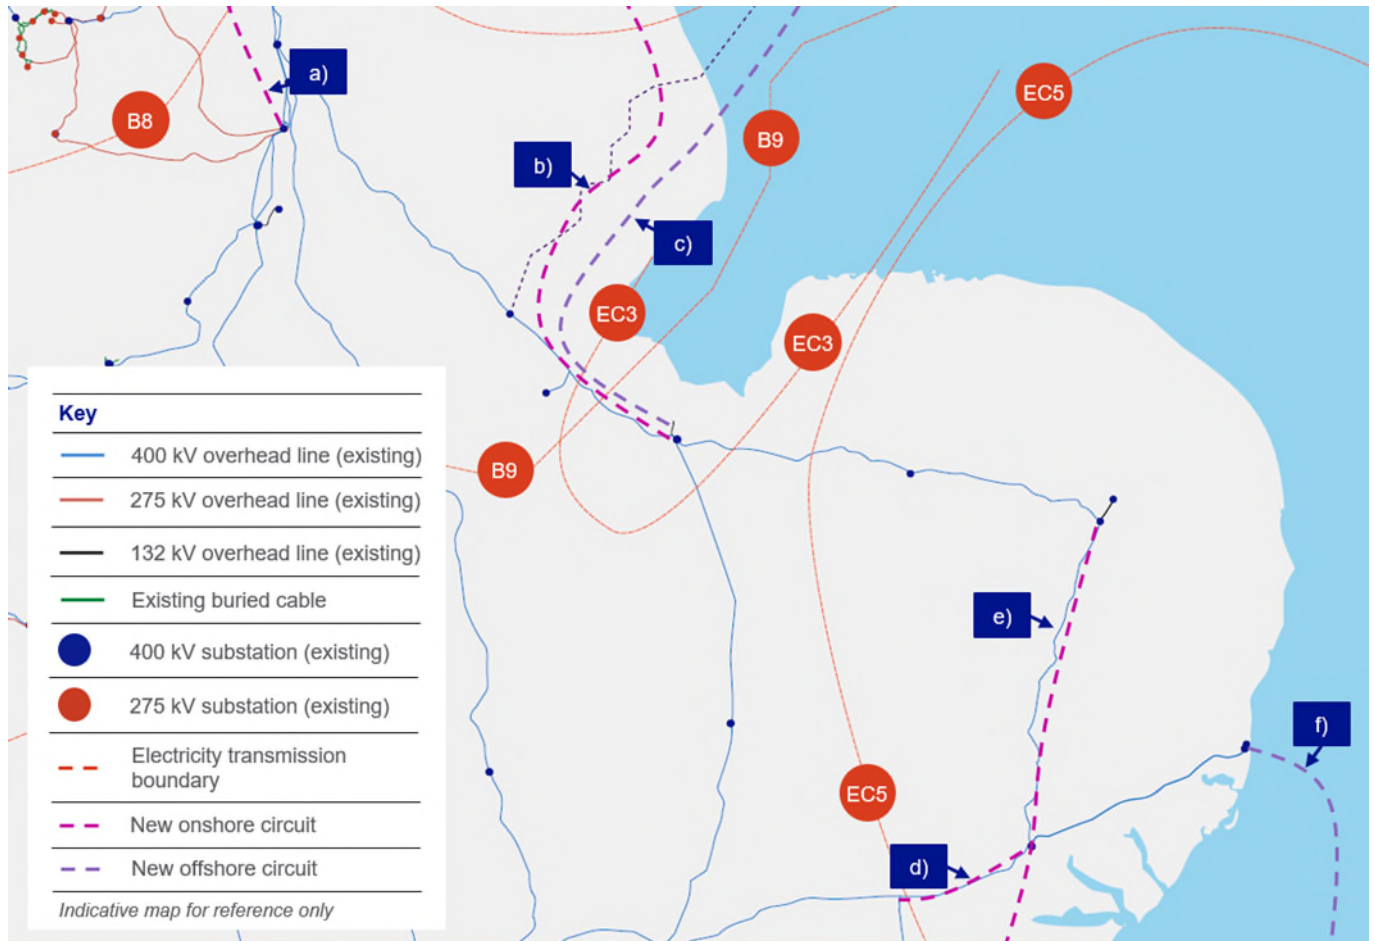 a)
B8
EC5
B9
b)
c)
EC3
EC3
B9
Key
400 kV overhead line (existing)
275 kV overhead line (existing)
132 kV overhead line (existing)
Existing buried cable
400 kV substation (existing)
275 kV substation (existing)
Electricity transmission
boundary
New onshore circuit
New offshore circuit
Indicative map for reference only
e)
f)
EC5
d)